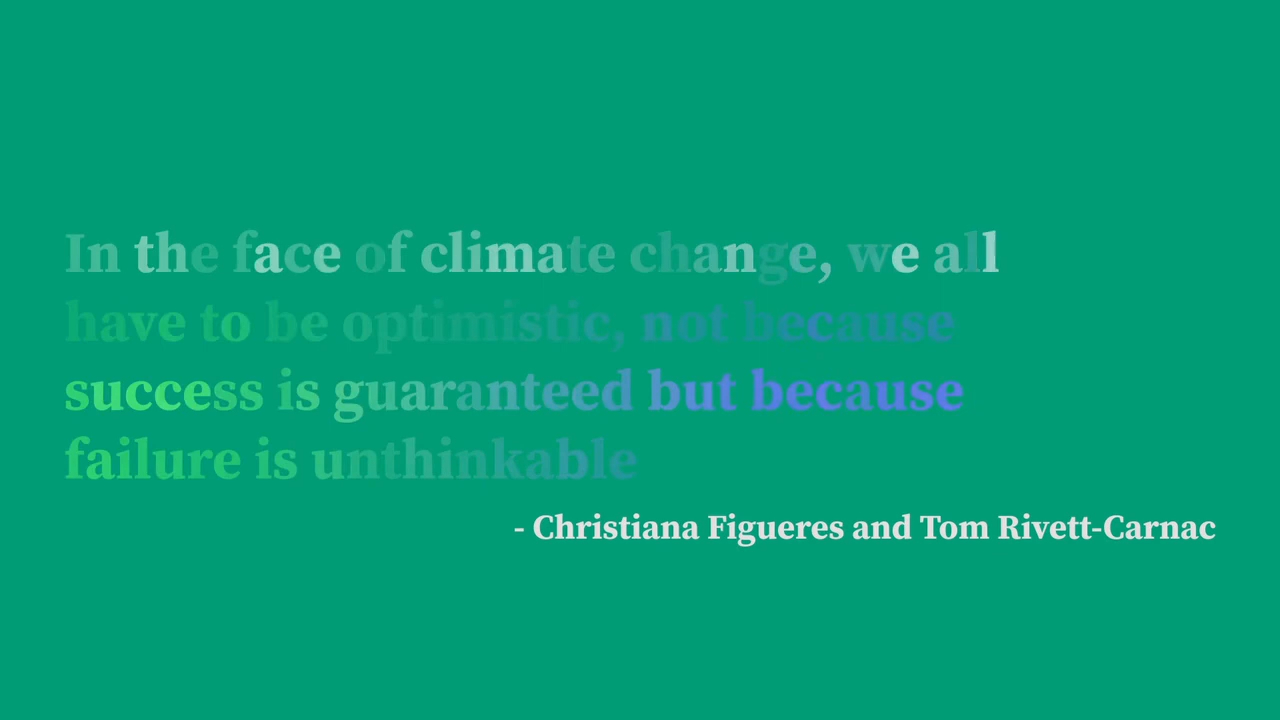 In the face of climate change, we all
have to be optimistic, not because
success is guaranteed but because
failure is unthinkable
- Christiana Figueres and Tom Rivett-Carnac